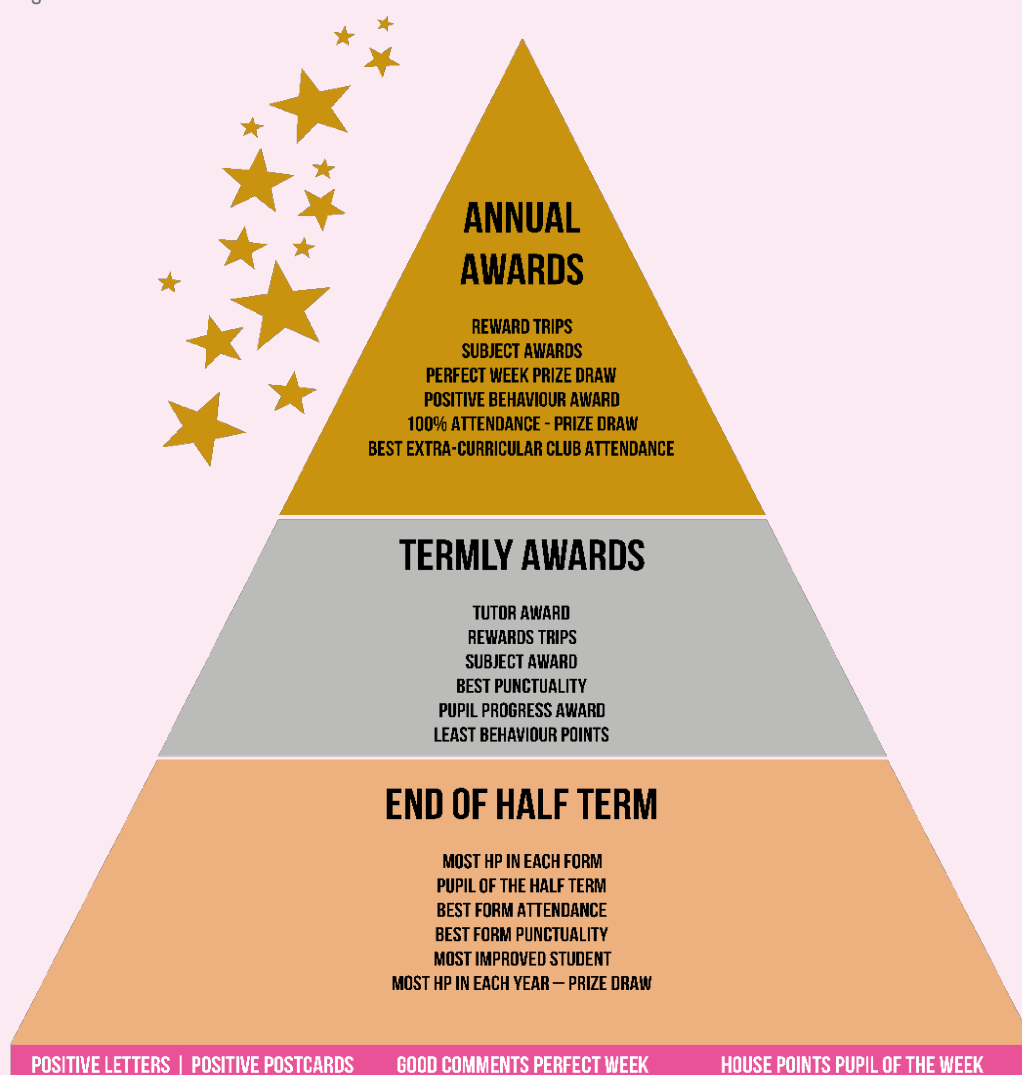 ANNUAL
AWARDS
REWARD TRIPS
SUBJECT AWARDS
PERFECT WEEK PRIZE DRAW
POSITIVE BEHAVIOUR AWARD
100% ATTENDANCE - PRIZE DRAW
BEST EXTRA-CURRICULAR CLUB ATTENDANCE
TERMLY AWARDS
TUTOR AWARD
REWARDS TRIPS
SUBJECT AWARD
BEST PUNCTUALITY
PUPIL PROGRESS AWARD
LEAST BEHAVIOUR POINTS
END OF HALF TERM
MOST HP IN EACH FORM
PUPIL OF THE HALF TERM
BEST FORM ATTENDANCE
BEST FORM PUNCTUALITY
MOST IMPROVED STUDENT
MOST HP IN EACH YEAR – PRIZE DRAW
POSITIVE LETTERS | POSITIVE POSTCARDS GOOD COMMENTS PERFECT WEEK HOUSE POINTS PUPIL OF THE WEEK